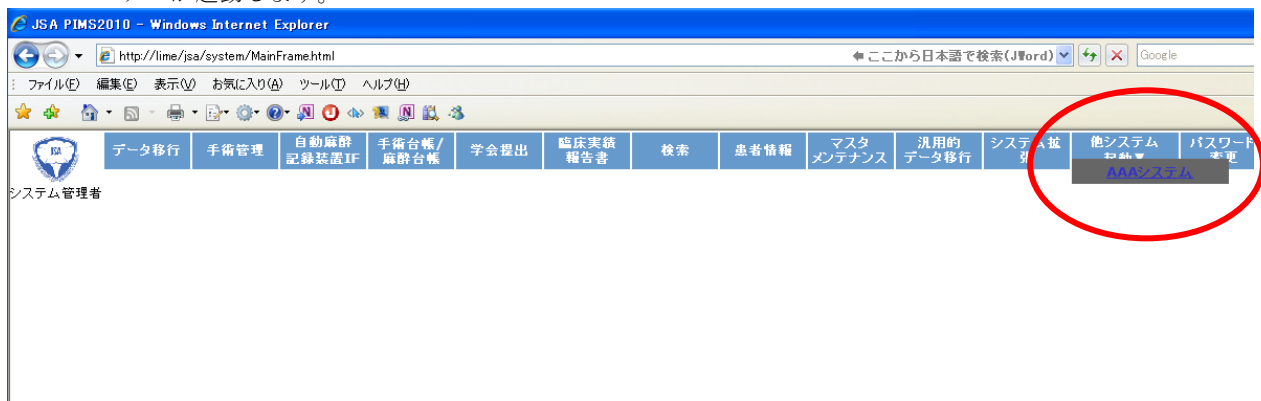 が起動します。
JSA PIMS2010 - Windows Internet Explorer
http://lime/jsa/system/MainFrame.html
ここから日本語で検索(JWord)
Google
ファイル(F) 編集(E) 表示(V) お気に入り(A) ツール(T) ヘルプ(H)
JSA
データ移行
手術管理
自動麻酔
記録装置IF
手術台帳/
麻酔台帳
学会提出
臨床実績
報告書
検索
患者情報
マスタ
メンテナンス
汎用的
データ移行
システム拡
張
他システム
起動▼
パスワード
変更
AAAシステム
システム管理者